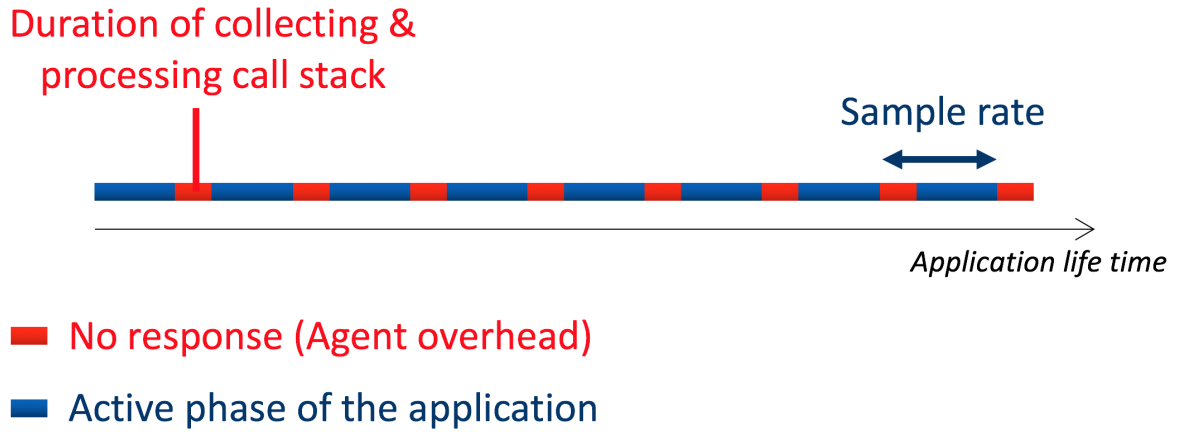 Duration of collecting &
processing call stack
Sample rate
Application life time
No response (Agent overhead)
Active phase of the application